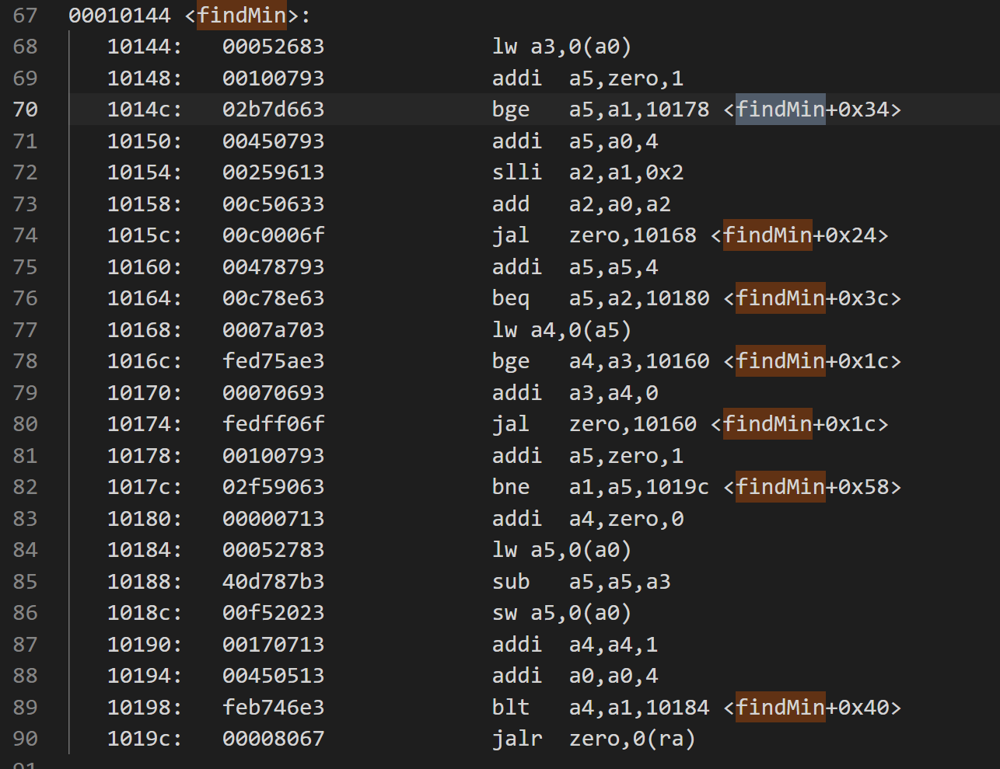 67 00010144 <findMin>:
68 10144: 00052683 lw a3,0(a0)
69 10148: 00100793 addi a5,zero,1
70 1014c: 02b7d663 bge a5,a1,10178 <findMin+0x34>
71 10150: 00450793 addi a5,a0,4
72 10154: 00259613 slli a2,a1,0x2
73 10158: 00c50633 add a2,a0,a2
74 1015c: 00c0006f jal zero,10168 <findMin+0x24>
75 10160: 00478793 addi a5,a5,4
76 10164: 00c78e63 beq a5,a2,10180 <findMin+0x3c>
77 10168: 0007a703 lw a4,0(a5)
78 1016c: fed75ae3 bge a4,a3,10160 <findMin+0x1c>
79 10170: 00070693 addi a3,a4,0
80 10174: fedff06f jal zero,10160 <findMin+0x1c>
81 10178: 00100793 addi a5,zero,1
82 1017c: 02f59063 bne a1,a5,1019c <findMin+0x58>
83 10180: 00000713 addi a4,zero,0
84 10184: 00052783 lw a5,0(a0)
85 10188: 40d787b3 sub a5,a5,a3
86 1018c: 00f52023 sw a5,0(a0)
87 10190: 00170713 addi a4,a4,1
88 10194: 00450513 addi a0,a0,4
89 10198: feb746e3 blt a4,a1,10184 <findMin+0x40>
90 1019c: 00008067 jalr zero,0(ra)